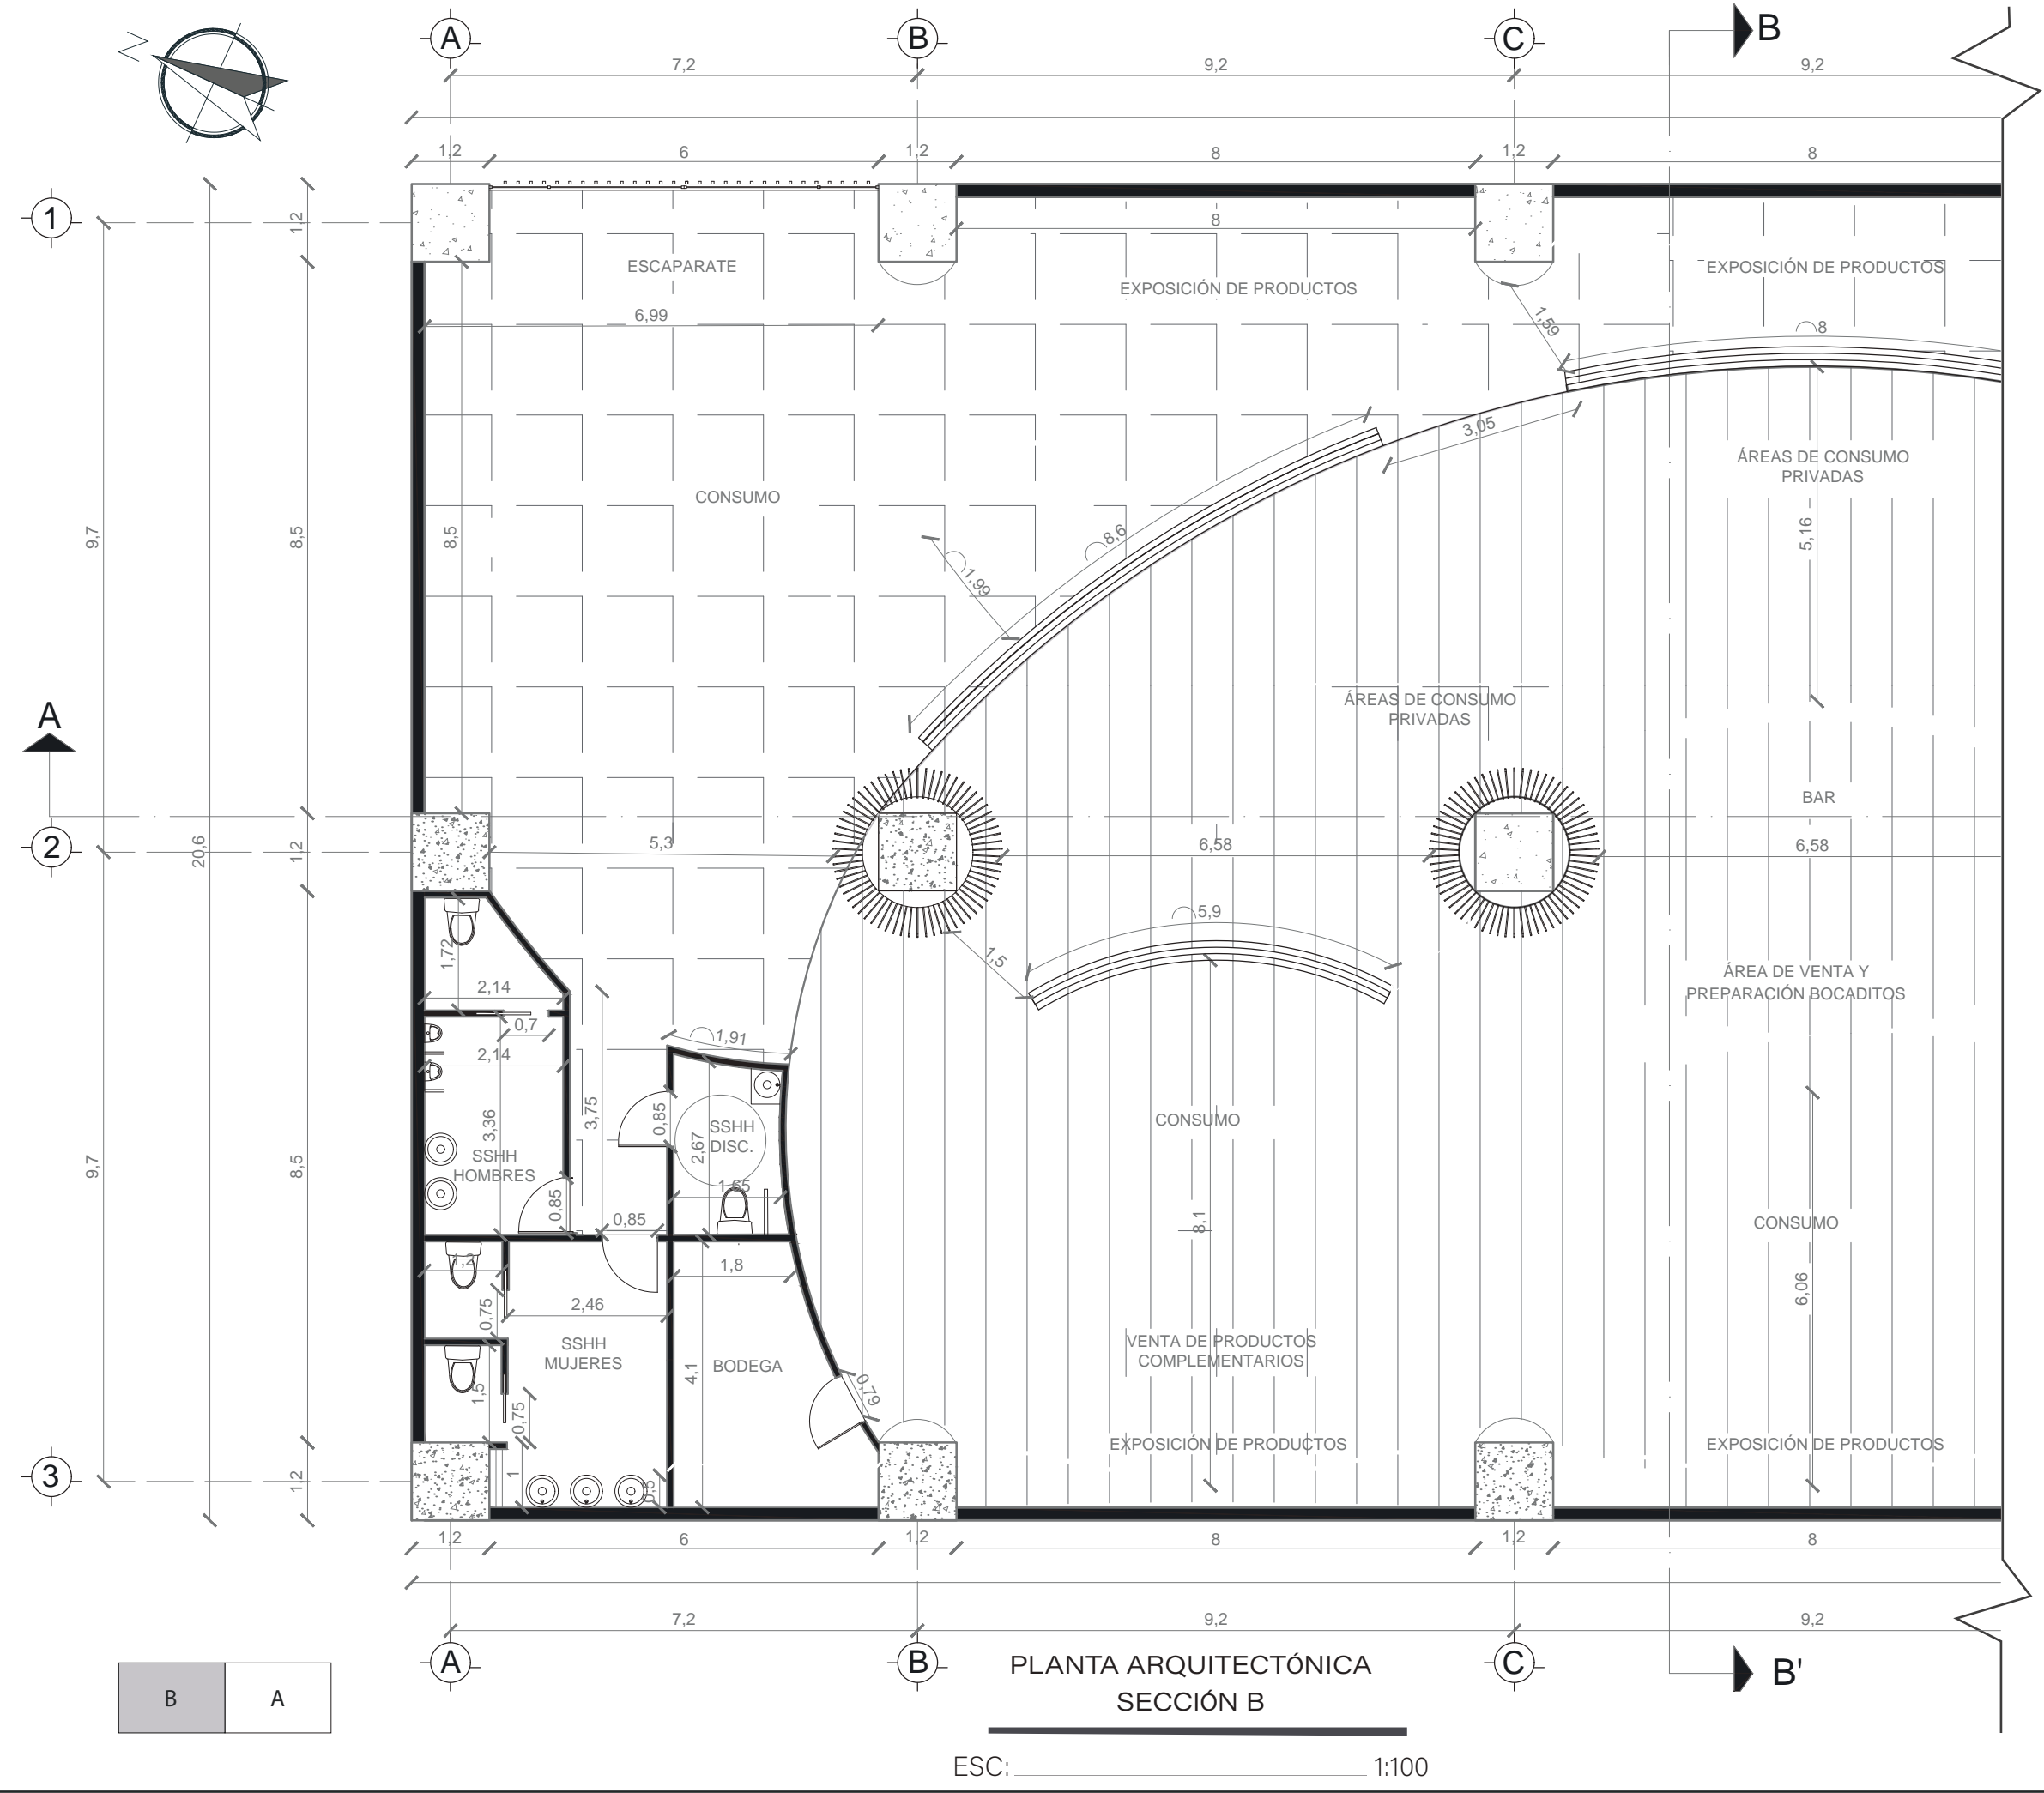 A
B
C
B
7,2
9,2
9,2
1,2
6
1,2
8
1,2
8
N
1
1,2
8
ESCAPARATE
EXPOSICIÓN DE PRODUCTOS
EXPOSICIÓN DE PRODUCTOS
6,99
1,59
8
3,05
ÁREAS DE CONSUMO
PRIVADAS
CONSUMO
9,7
8,5
8,5
8,6
1,99
5,16
ÁREAS DE CONSUMO
PRIVADAS
A
BAR
2
20,6
1,2
5,3
6,58
6,58
5,9
1,72
1,5
2,14
ÁREA DE VENTA Y
PREPARACIÓN BOCADITOS
0,7
1,91
2,14
3,75
0,85
3,36
SSHH
DISC.
2,67
CONSUMO
9,7
8,5
SSHH
HOMBRES
1,65
0,85
0,85
8,1
CONSUMO
1,2
1,8
0,75
2,46
6,06
SSHH
MUJERES
BODEGA
VENTA DE PRODUCTOS
COMPLEMENTARIOS
4,1
1,5
0,79
0,75
EXPOSICIÓN DE PRODUCTOS
EXPOSICIÓN DE PRODUCTOS
3
1,2
1
0,5
1,2
6
1,2
8
1,2
8
7,2
9,2
9,2
A
B
C
B'
PLANTA ARQUITECTÓNICA
SECCIÓN B
B
A
ESC: 1:100